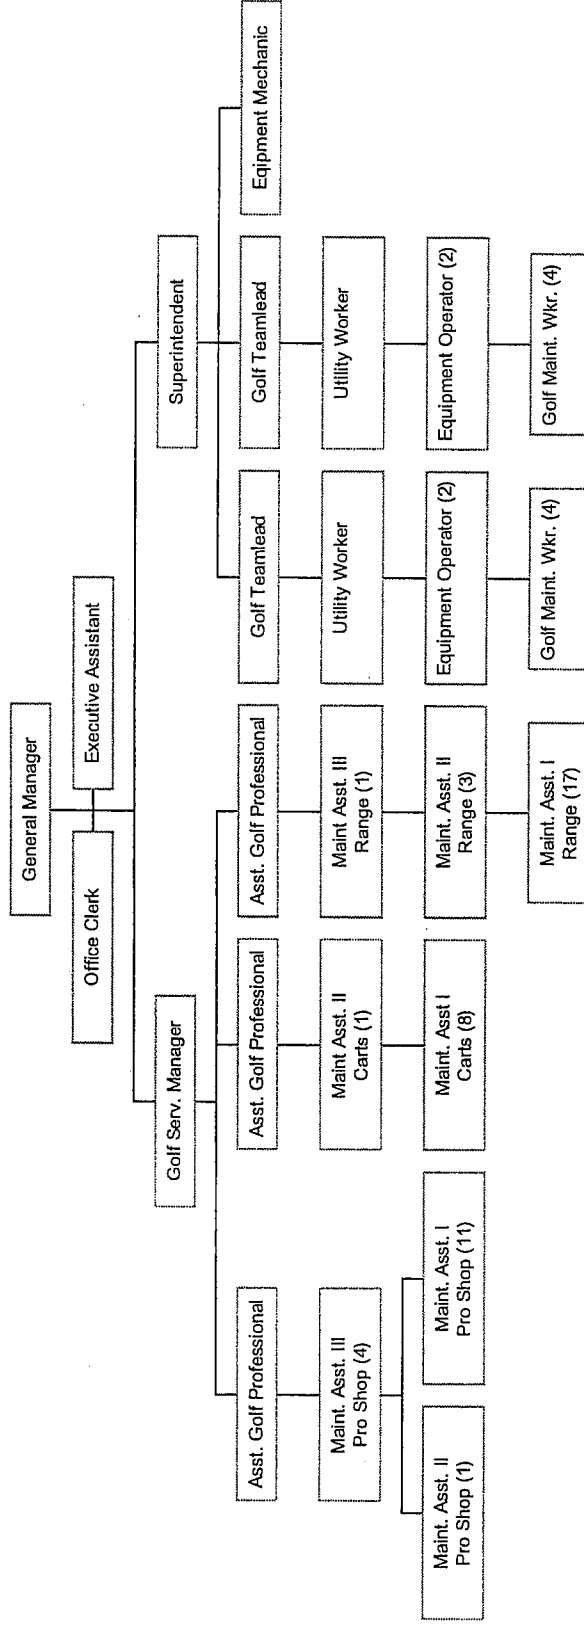 General Manager
Office Clerk
Executive Assistant
Golf Serv. Manager
Superintendent
Asst. Golf Professional
Asst. Golf Professional
Asst. Golf Professional
Golf Teamlead
Golf Teamlead
Eqipment Mechanic
Maint. Asst. III
Pro Shop (4)
Maint Asst. II
Carts (1)
Maint Asst. III
Range (1)
Utility Worker
Utility Worker
Maint. Asst. II
Pro Shop (1)
Maint. Asst. I
Pro Shop (11)
Maint. Asst I
Carts (8)
Maint. Asst. II
Range (3)
Equipment Operator (2)
Equipment Operator (2)
Maint. Asst. I
Range (17)
Golf Maint. Wkr. (4)
Golf Maint. Wkr. (4)